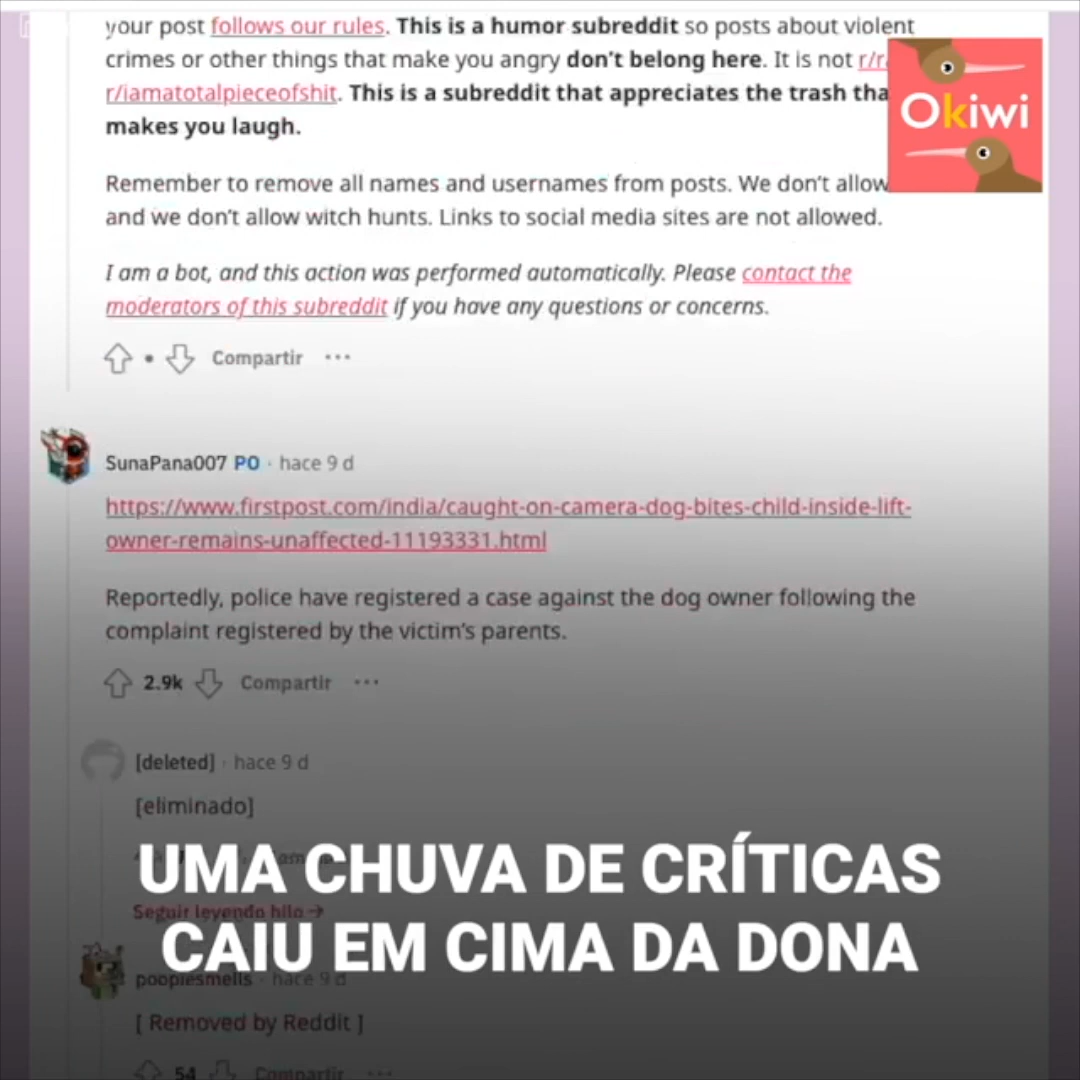 your post follows our rules. This is a humor subreddit so posts about violent
crimes or other things that make you angry don't belong here. It is not
r/iamatotalpieceofshit. This is a subreddit that appreciates the trash
makes you laugh.
Okiwi
Remember to remove all names and usernames from posts. We don't allow
and we don't allow witch hunts. Links to social media sites are not allowed.
I am a bot, and this action was performed automatically. Please contact the
moderators of this subreddit if you have any questions or concerns.
Compartir
SunaPana007 PO · hace 9 d
https://www.firstpost.com/india/caught-on-camera-dog-bites-child-inside-lift-
owner-remains-unaffected-11193331.html
Reportedly, police have registered a case against the dog owner following the
complaint registered by the victim's parents.
2.9k Compartir
[deleted] · hace 9 d
[eliminado]
UMA CHUVA DE CRÍTICAS
Seguir leyendo hilo →
CAIU EM CIMA DA DONA
poopiesmells · hace 9 d
[ Removed by Reddit ]
54 Compartir